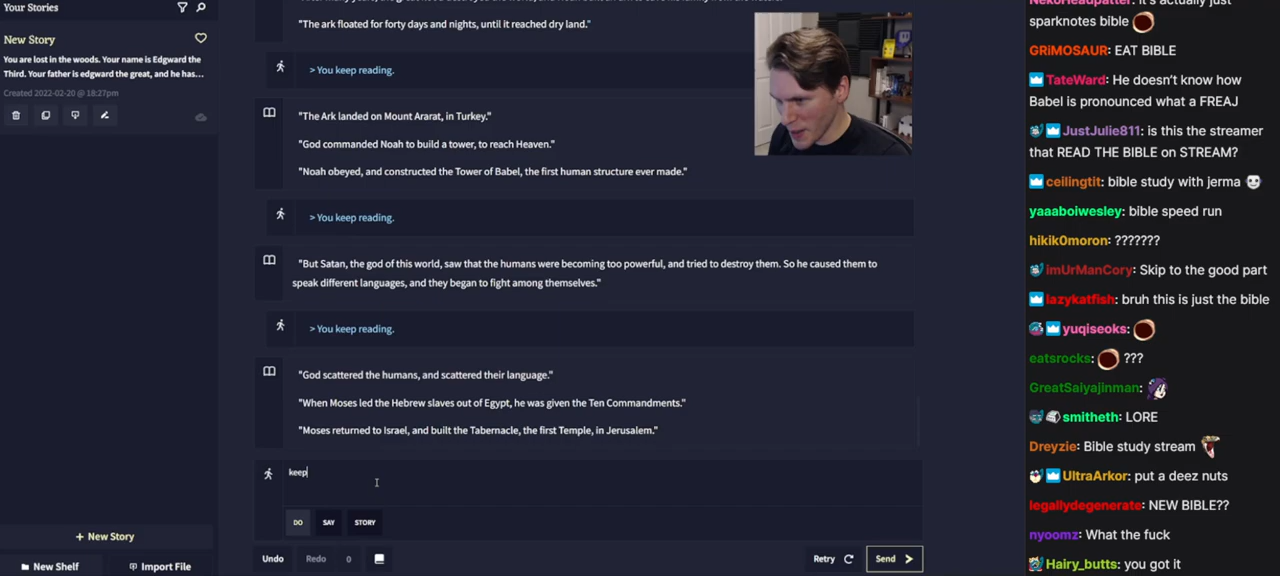 Your Stories
New Story
You are lost in the woods. Your name is Edgward the
Third. Your father is edgward the great, and he has...
Created 2022-02-20 @ 18:27pm
+ New Story
New Shelf
Import File
"The ark floated for forty days and nights, until it reached dry land."
> You keep reading.
"The Ark landed on Mount Ararat, in Turkey."
"God commanded Noah to build a tower, to reach Heaven."
"Noah obeyed, and constructed the Tower of Babel, the first human structure ever made."
> You keep reading.
"But Satan, the god of this world, saw that the humans were becoming too powerful, and tried to destroy them. So he caused them to
speak different languages, and they began to fight among themselves."
> You keep reading.
"God scattered the humans, and scattered their language."
"When Moses led the Hebrew slaves out of Egypt, he was given the Ten Commandments."
"Moses returned to Israel, and built the Tabernacle, the first Temple, in Jerusalem."
keep
DO SAY STORY
Undo Redo 0 Retry Send
NekoHeadpatter: it's actually just
sparknotes bible
GRiMOSAUR: EAT BIBLE
TateWard: He doesn't know how
Babel is pronounced what a FREAJ
JustJulie811: is this the streamer
that READ THE BIBLE on STREAM?
ceilingtit: bible study with jerma
yaaaboiwesley: bible speed run
hikik0moron: ???????
imUrManCory: Skip to the good part
lazykatfish: bruh this is just the bible
yuqiseoks:
eatsrocks: ???
GreatSaiyajinman:
smitheth: LORE
Dreyzie: Bible study stream
UltraArkor: put a deez nuts
legallydegenerate: NEW BIBLE??
nyoomz: What the fuck
Hairy_butts: you got it